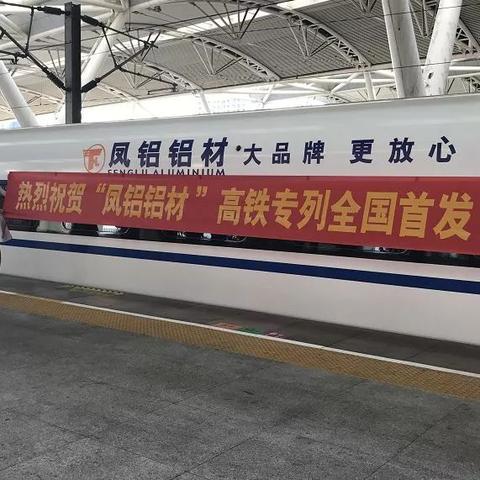 凤铝铝材·大品牌 更放心
FENGLU ALUMINIUM
热烈祝贺“凤铝铝材”高铁专列全国首发